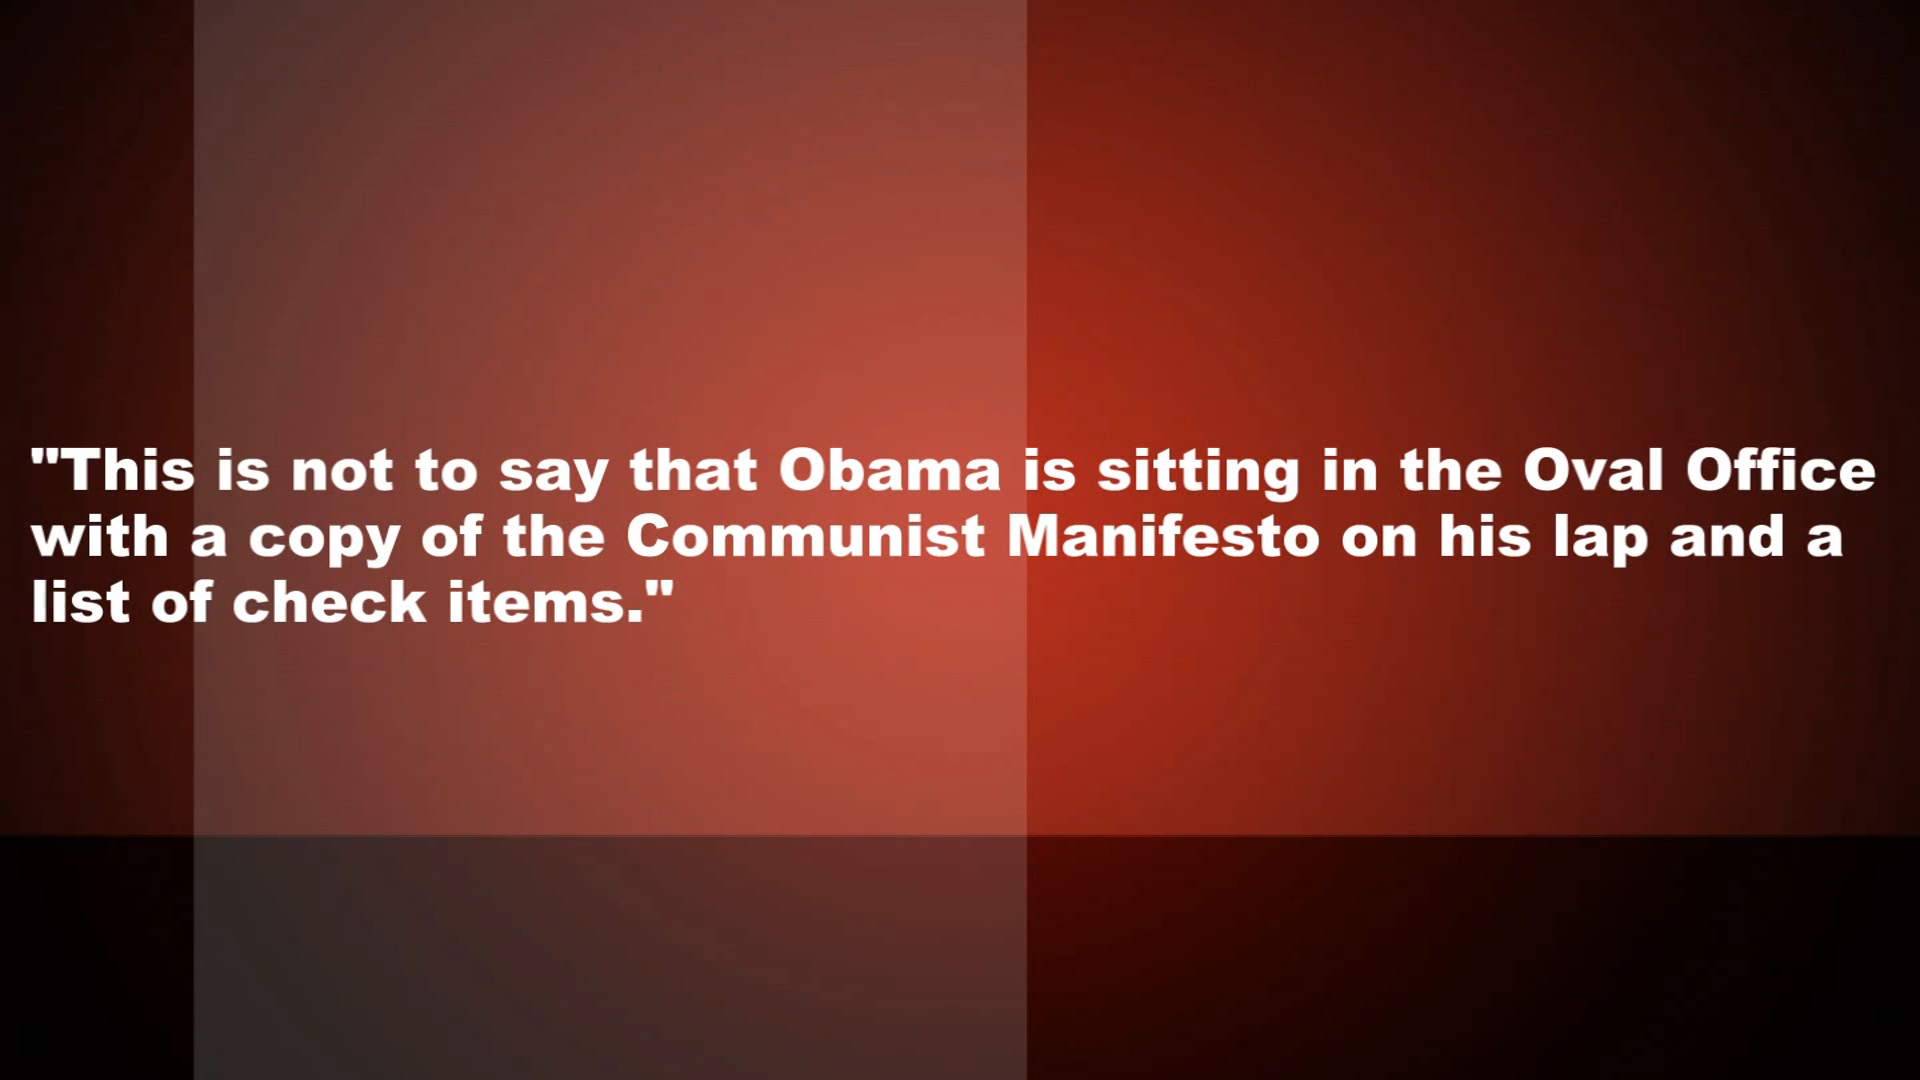 "This is not to say that Obama is sitting in the Oval Office
with a copy of the Communist Manifesto on his lap and a
list of check items."